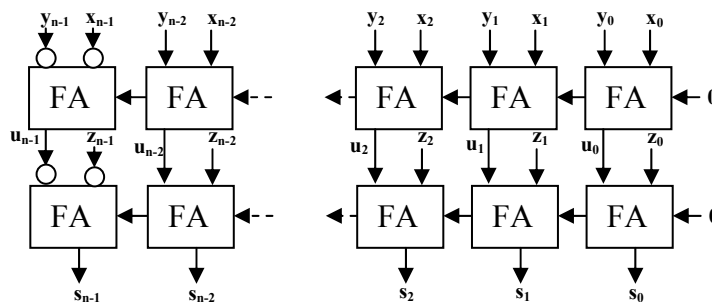 yn-1 xn-1 yn-2 xn-2 y2 x2 y1 x1 y0 x0
FA FA FA FA FA 0
un-1 zn-1 un-2 zn-2 u2 z2 u1 z1 u0 z0
FA FA FA FA FA 0
sn-1 sn-2 s2 s1 s0